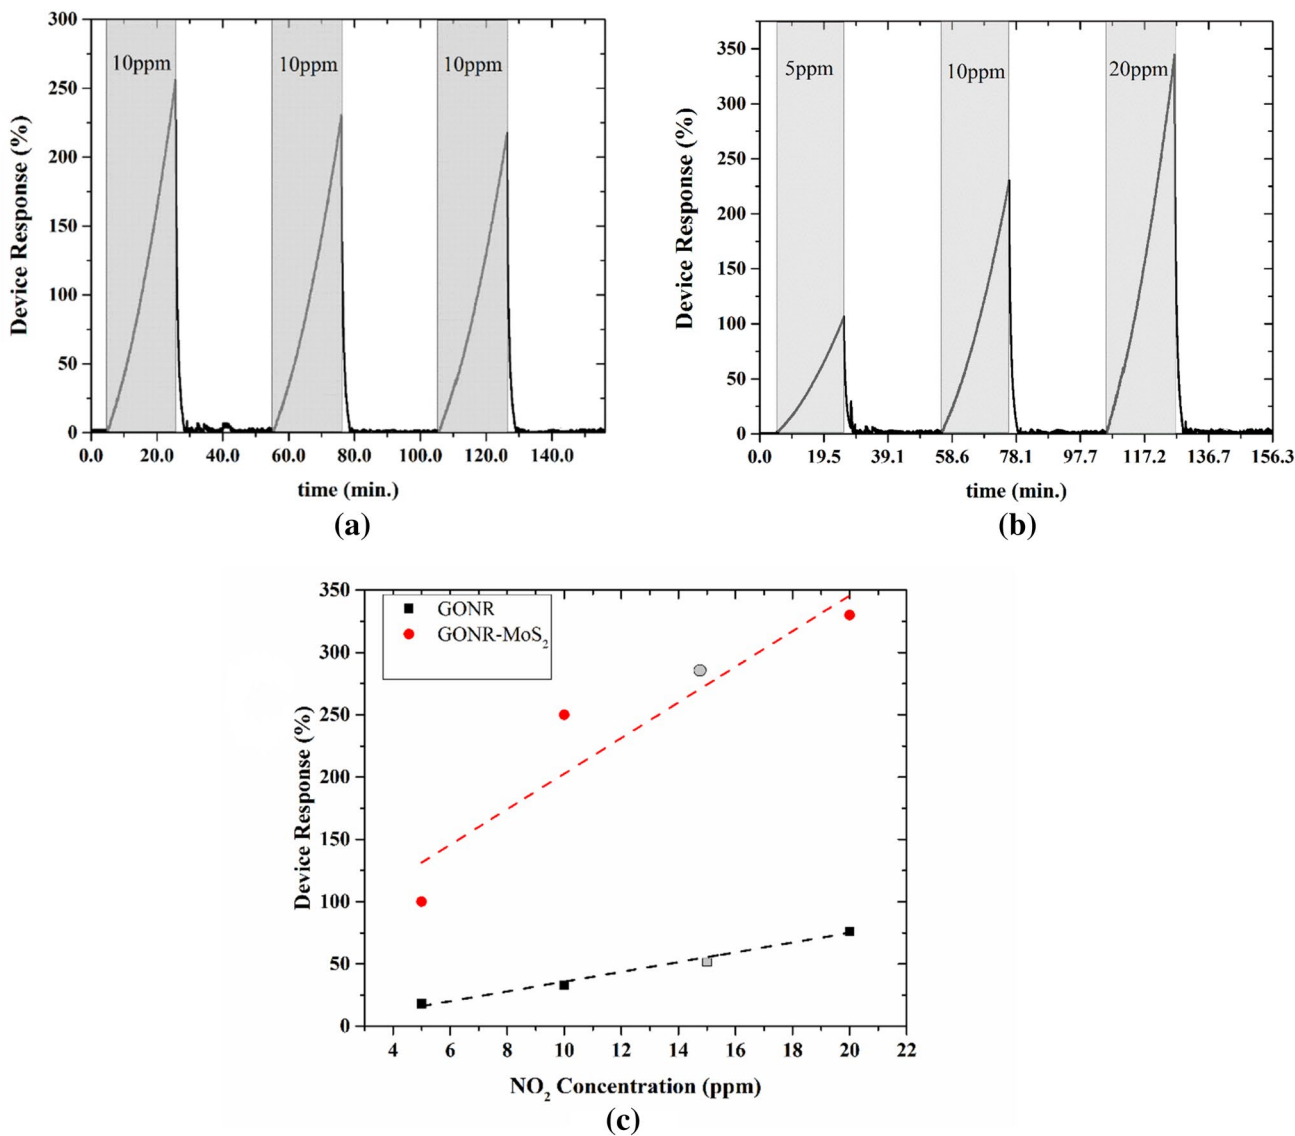 300
250
200
150
100
50
0
Device Response (%)
10ppm 10ppm 10ppm
0.0 20.0 40.0 60.0 80.0 100.0 120.0 140.0
time (min.)
(a)
350
300
250
200
150
100
50
0
Device Response (%)
5ppm 10ppm 20ppm
0.0 19.5 39.1 58.6 78.1 97.7 117.2 136.7 156.3
time (min.)
(b)
350
300
250
200
150
100
50
0
Device Response (%)
GONR
GONR-MoS₂
4 6 8 10 12 14 16 18 20 22
NO₂ Concentration (ppm)
(c)